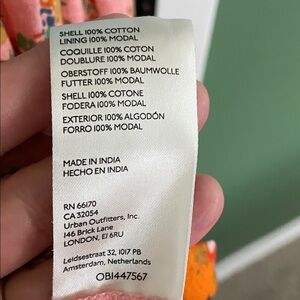 SHELL 100% COTTON
LINING 100% MODAL
COQUILLE 100% COTON
DOUBLURE 100% MODAL
OBERSTOFF 100% BAUMWOLLE
FUTTER 100% MODAL
SHELL 100% COTONE
FODERA 100% MODAL
EXTERIOR 100% ALGODÓN
FORRO 100% MODAL
MADE IN INDIA
HECHO EN INDIA
RN 66170
CA 32054
Urban Outfitters, Inc.
146 Brick Lane
LONDON, E1 6RU
Leidsestraat 32, 1017 PB
Amsterdam, Netherlands
OB1447567